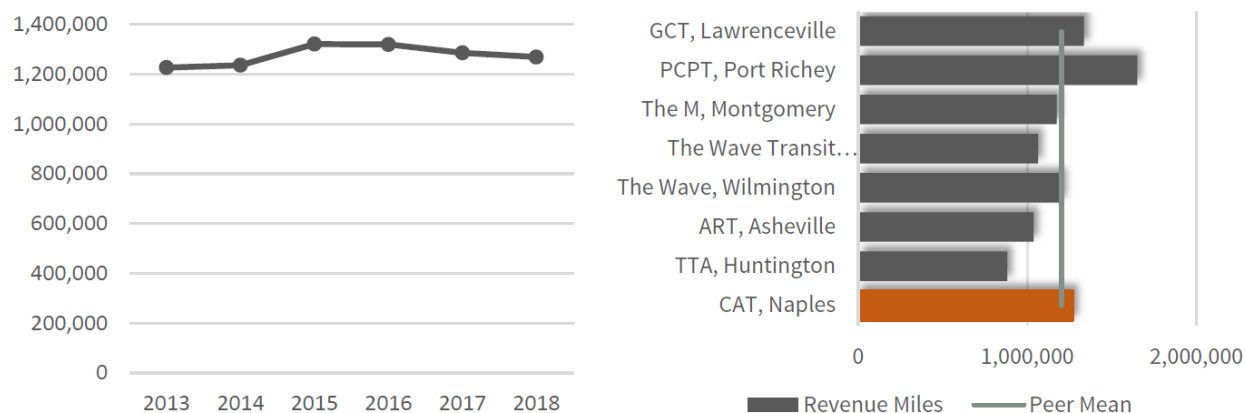 1,400,000
1,200,000
1,000,000
800,000
600,000
400,000
200,000
0
2013 2014 2015 2016 2017 2018
GCT, Lawrenceville
PCPT, Port Richey
The M, Montgomery
The Wave Transit…
The Wave, Wilmington
ART, Asheville
TTA, Huntington
CAT, Naples
0 1,000,000 2,000,000
Revenue Miles Peer Mean